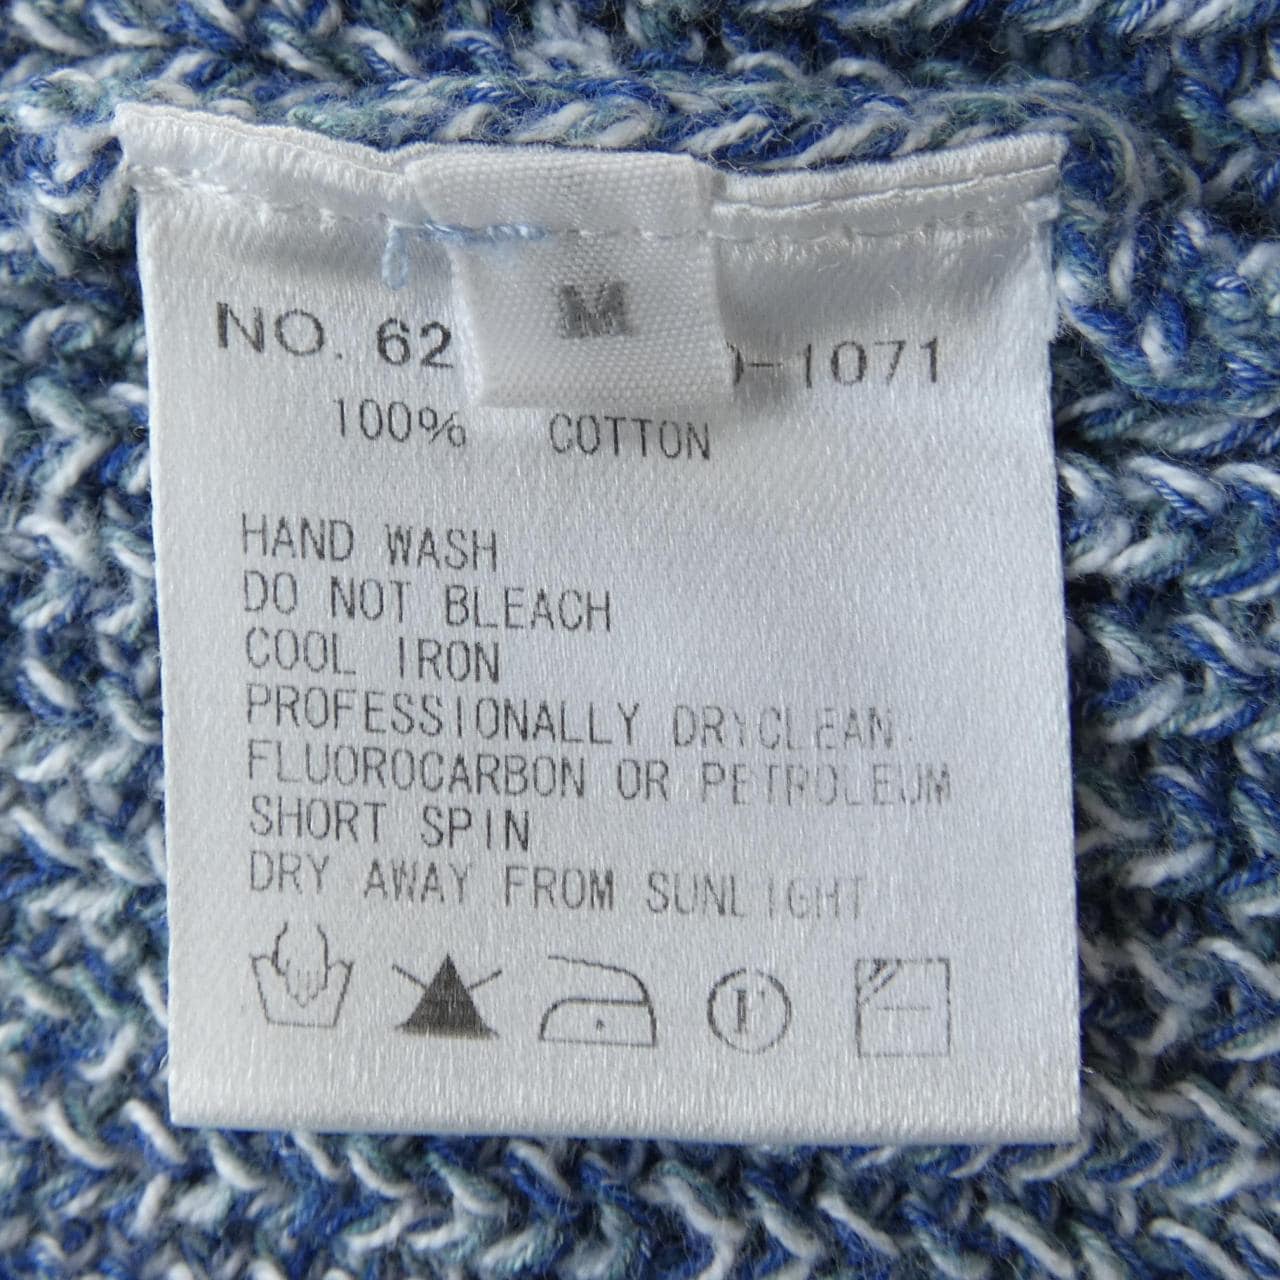 M
NO. 62 -1071
100% COTTON
HAND WASH
DO NOT BLEACH
COOL IRON
PROFESSIONALLY DRYCLEAN
FLUOROCARBON OR PETROLEUM
SHORT SPIN
DRY AWAY FROM SUNLIGHT
F